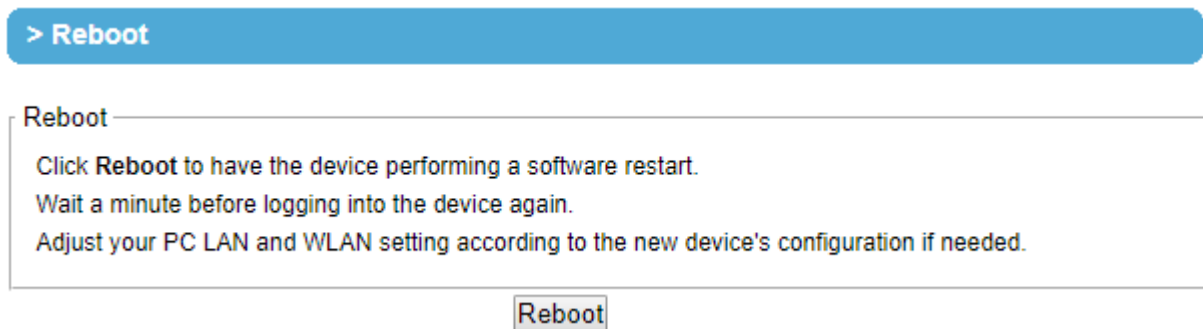 > Reboot
Reboot
Click Reboot to have the device performing a software restart.
Wait a minute before logging into the device again.
Adjust your PC LAN and WLAN setting according to the new device's configuration if needed.
Reboot